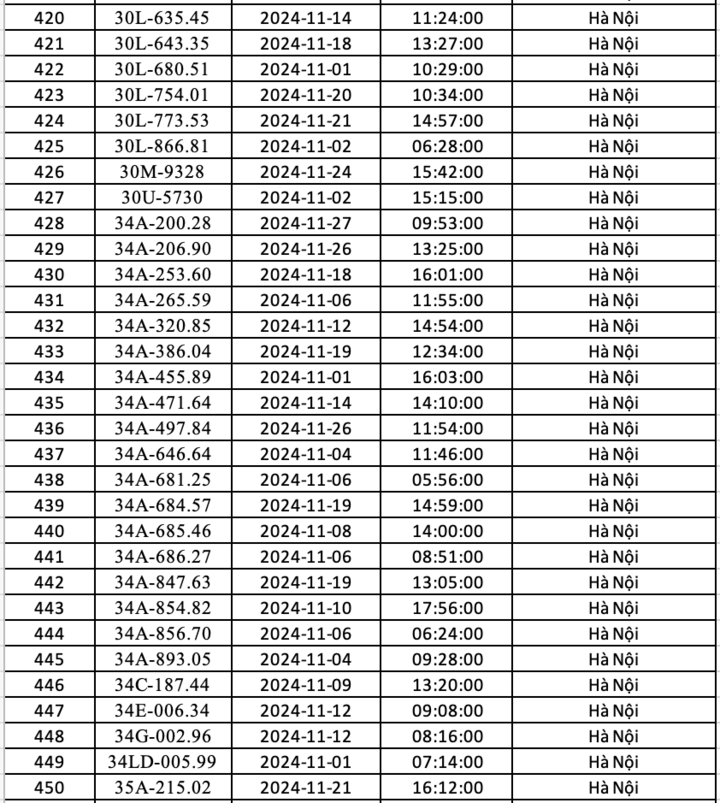 420 30L-635.45 2024-11-14 11:24:00 Hà Nội
421 30L-643.35 2024-11-18 13:27:00 Hà Nội
422 30L-680.51 2024-11-01 10:29:00 Hà Nội
423 30L-754.01 2024-11-20 10:34:00 Hà Nội
424 30L-773.53 2024-11-21 14:57:00 Hà Nội
425 30L-866.81 2024-11-02 06:28:00 Hà Nội
426 30M-9328 2024-11-24 15:42:00 Hà Nội
427 30U-5730 2024-11-02 15:15:00 Hà Nội
428 34A-200.28 2024-11-27 09:53:00 Hà Nội
429 34A-206.90 2024-11-26 13:25:00 Hà Nội
430 34A-253.60 2024-11-18 16:01:00 Hà Nội
431 34A-265.59 2024-11-06 11:55:00 Hà Nội
432 34A-320.85 2024-11-12 14:54:00 Hà Nội
433 34A-386.04 2024-11-19 12:34:00 Hà Nội
434 34A-455.89 2024-11-01 16:03:00 Hà Nội
435 34A-471.64 2024-11-14 14:10:00 Hà Nội
436 34A-497.84 2024-11-26 11:54:00 Hà Nội
437 34A-646.64 2024-11-04 11:46:00 Hà Nội
438 34A-681.25 2024-11-06 05:56:00 Hà Nội
439 34A-684.57 2024-11-19 14:59:00 Hà Nội
440 34A-685.46 2024-11-08 14:00:00 Hà Nội
441 34A-686.27 2024-11-06 08:51:00 Hà Nội
442 34A-847.63 2024-11-19 13:05:00 Hà Nội
443 34A-854.82 2024-11-10 17:56:00 Hà Nội
444 34A-856.70 2024-11-06 06:24:00 Hà Nội
445 34A-893.05 2024-11-04 09:28:00 Hà Nội
446 34C-187.44 2024-11-09 13:20:00 Hà Nội
447 34E-006.34 2024-11-12 09:08:00 Hà Nội
448 34G-002.96 2024-11-12 08:16:00 Hà Nội
449 34LD-005.99 2024-11-01 07:14:00 Hà Nội
450 35A-215.02 2024-11-21 16:12:00 Hà Nội